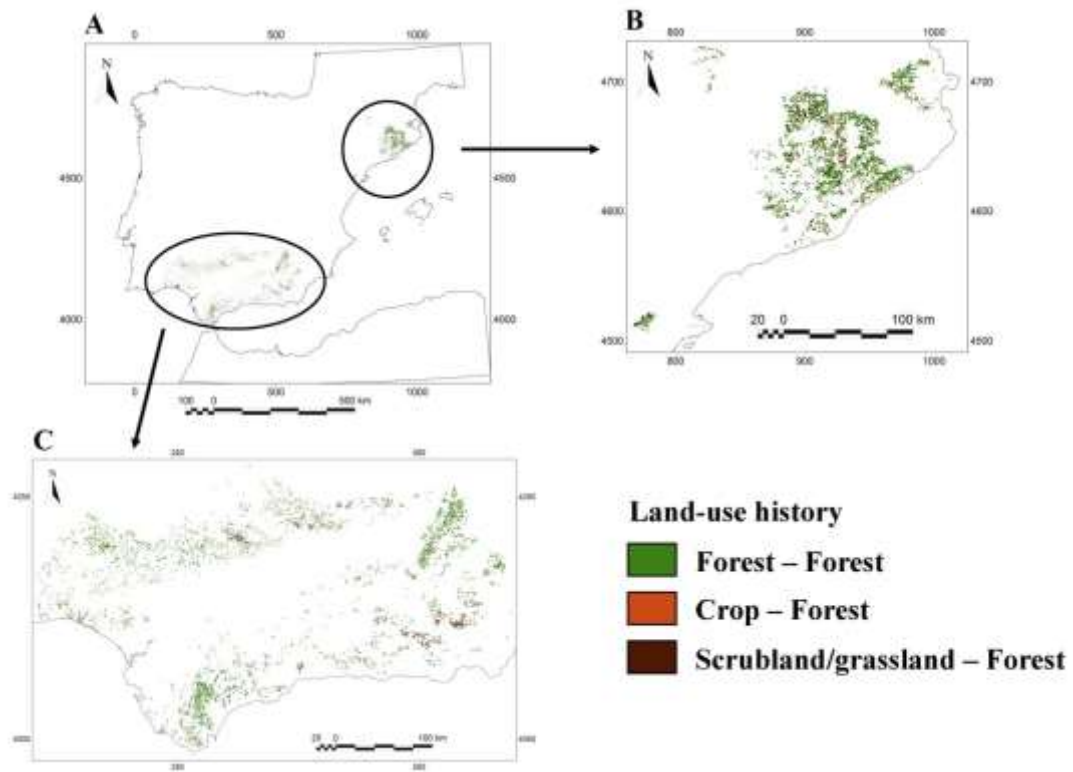 A
B
0 500 1000
800 900 1000
N
N
4700 4700
4600 4600
4500 4500
4500 4500
4000 4000
20 0 100 km
0 500 1000
800 900 1000
100 0 500 km
C
N
Land-use history
Forest – Forest
Crop – Forest
Scrubland/grassland – Forest
20 0 100 km